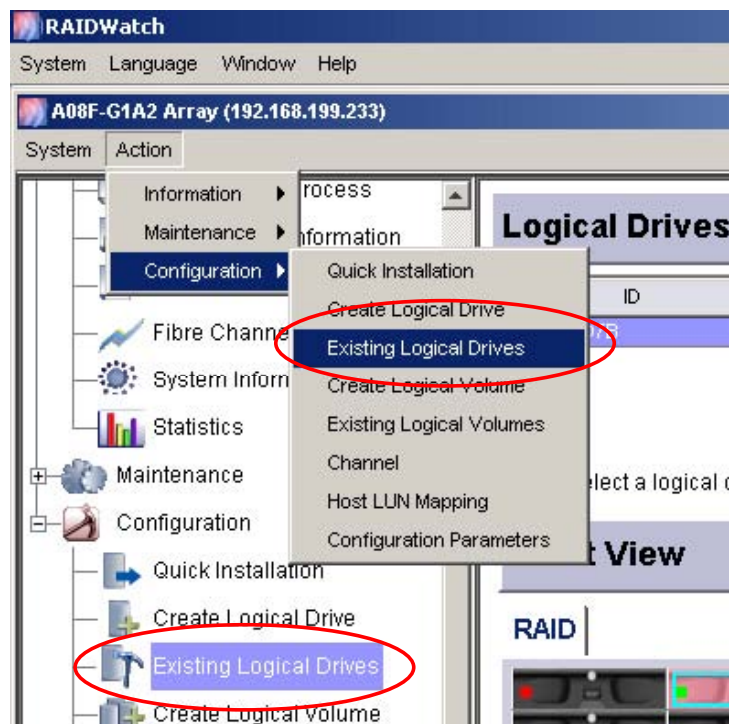 RAIDWatch
System Language Window Help
A08F-G1A2 Array (192.168.199.233)
System Action
Information
Maintenance
Configuration
Quick Installation
Create Logical Drive
Existing Logical Drives
Create Logical Volume
Existing Logical Volumes
Channel
Host LUN Mapping
Configuration Parameters
rocess
nformation
Fibre Channe
System Inforn
Statistics
Maintenance
Configuration
Quick Installation
Create Logical Drive
Existing Logical Drives
Create Logical Volume
Logical Drives
ID
elect a logical
View
RAID